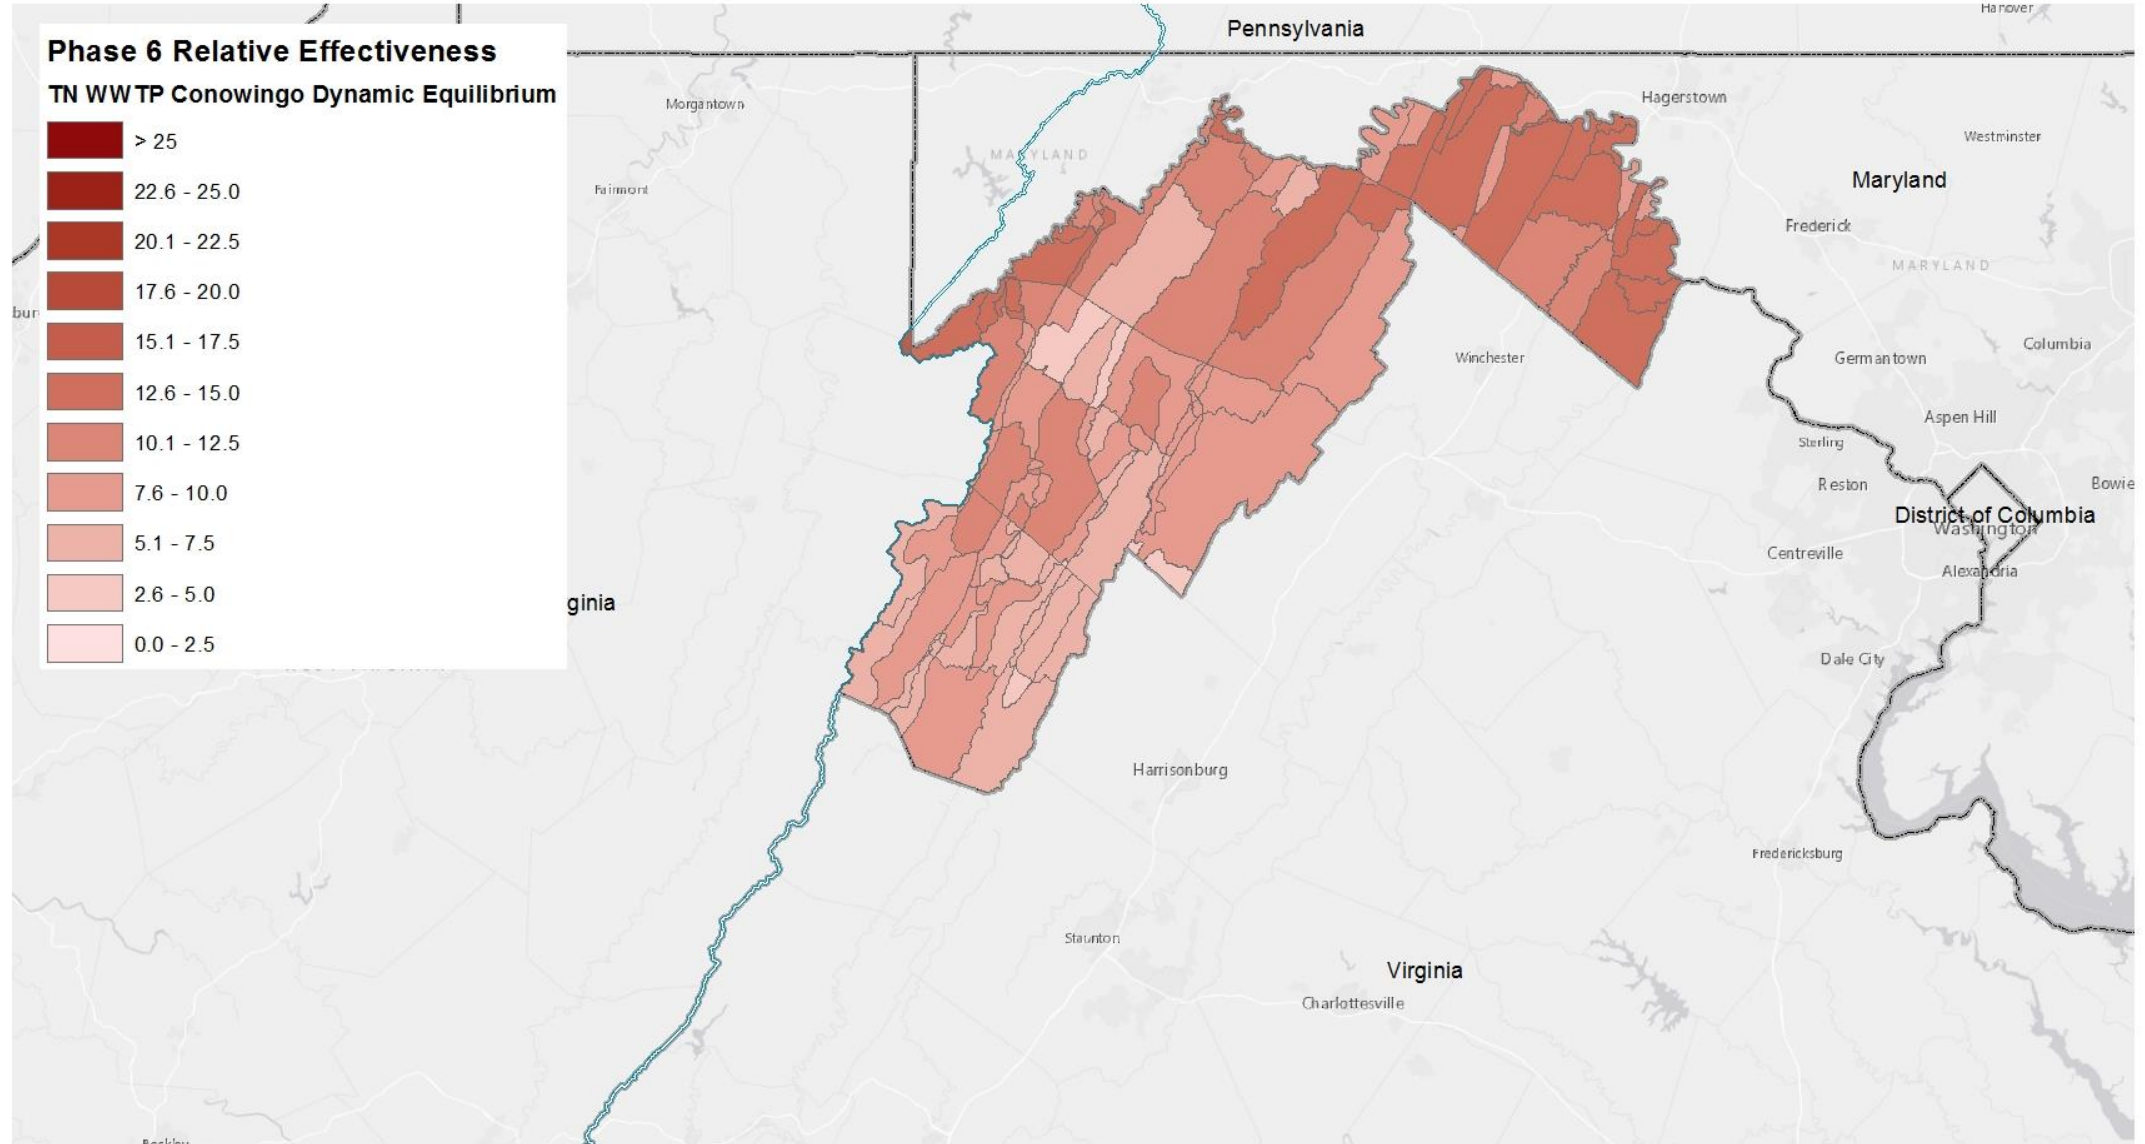 Phase 6 Relative Effectiveness
TN WWTP Conowingo Dynamic Equilibrium
> 25
22.6 - 25.0
20.1 - 22.5
17.6 - 20.0
15.1 - 17.5
12.6 - 15.0
10.1 - 12.5
7.6 - 10.0
5.1 - 7.5
2.6 - 5.0
0.0 - 2.5
Pennsylvania
Hanover
Morgantown
Hagerstown
MARYLAND
Westminster
Fairmont
Maryland
Frederick
MARYLAND
bur
Winchester
Germantown
Columbia
Aspen Hill
Sterling
Reston
Bowie
District of Columbia
Washington
Centreville
Alexandria
ginia
Dale City
Harrisonburg
Fredericksburg
Staunton
Virginia
Charlottesville